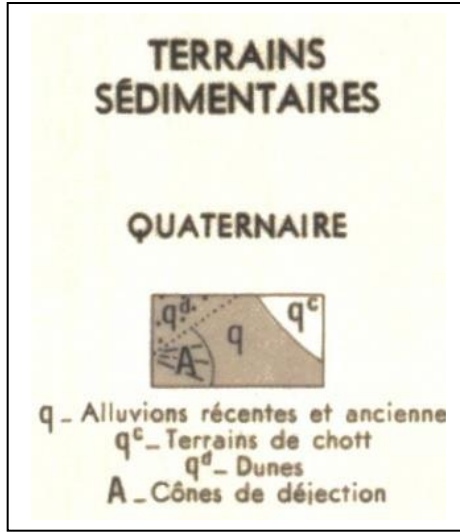 TERRAINS
SÉDIMENTAIRES
QUATERNAIRE
qd
qc
q
A
q _ Alluvions récentes et ancienne
qc _ Terrains de chott
qd _ Dunes
A _ Cônes de déjection